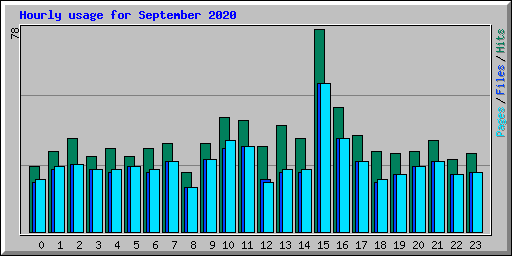 Hourly usage for September 2020
78
Pages / Files / Hits
0 1 2 3 4 5 6 7 8 9 10 11 12 13 14 15 16 17 18 19 20 21 22 23